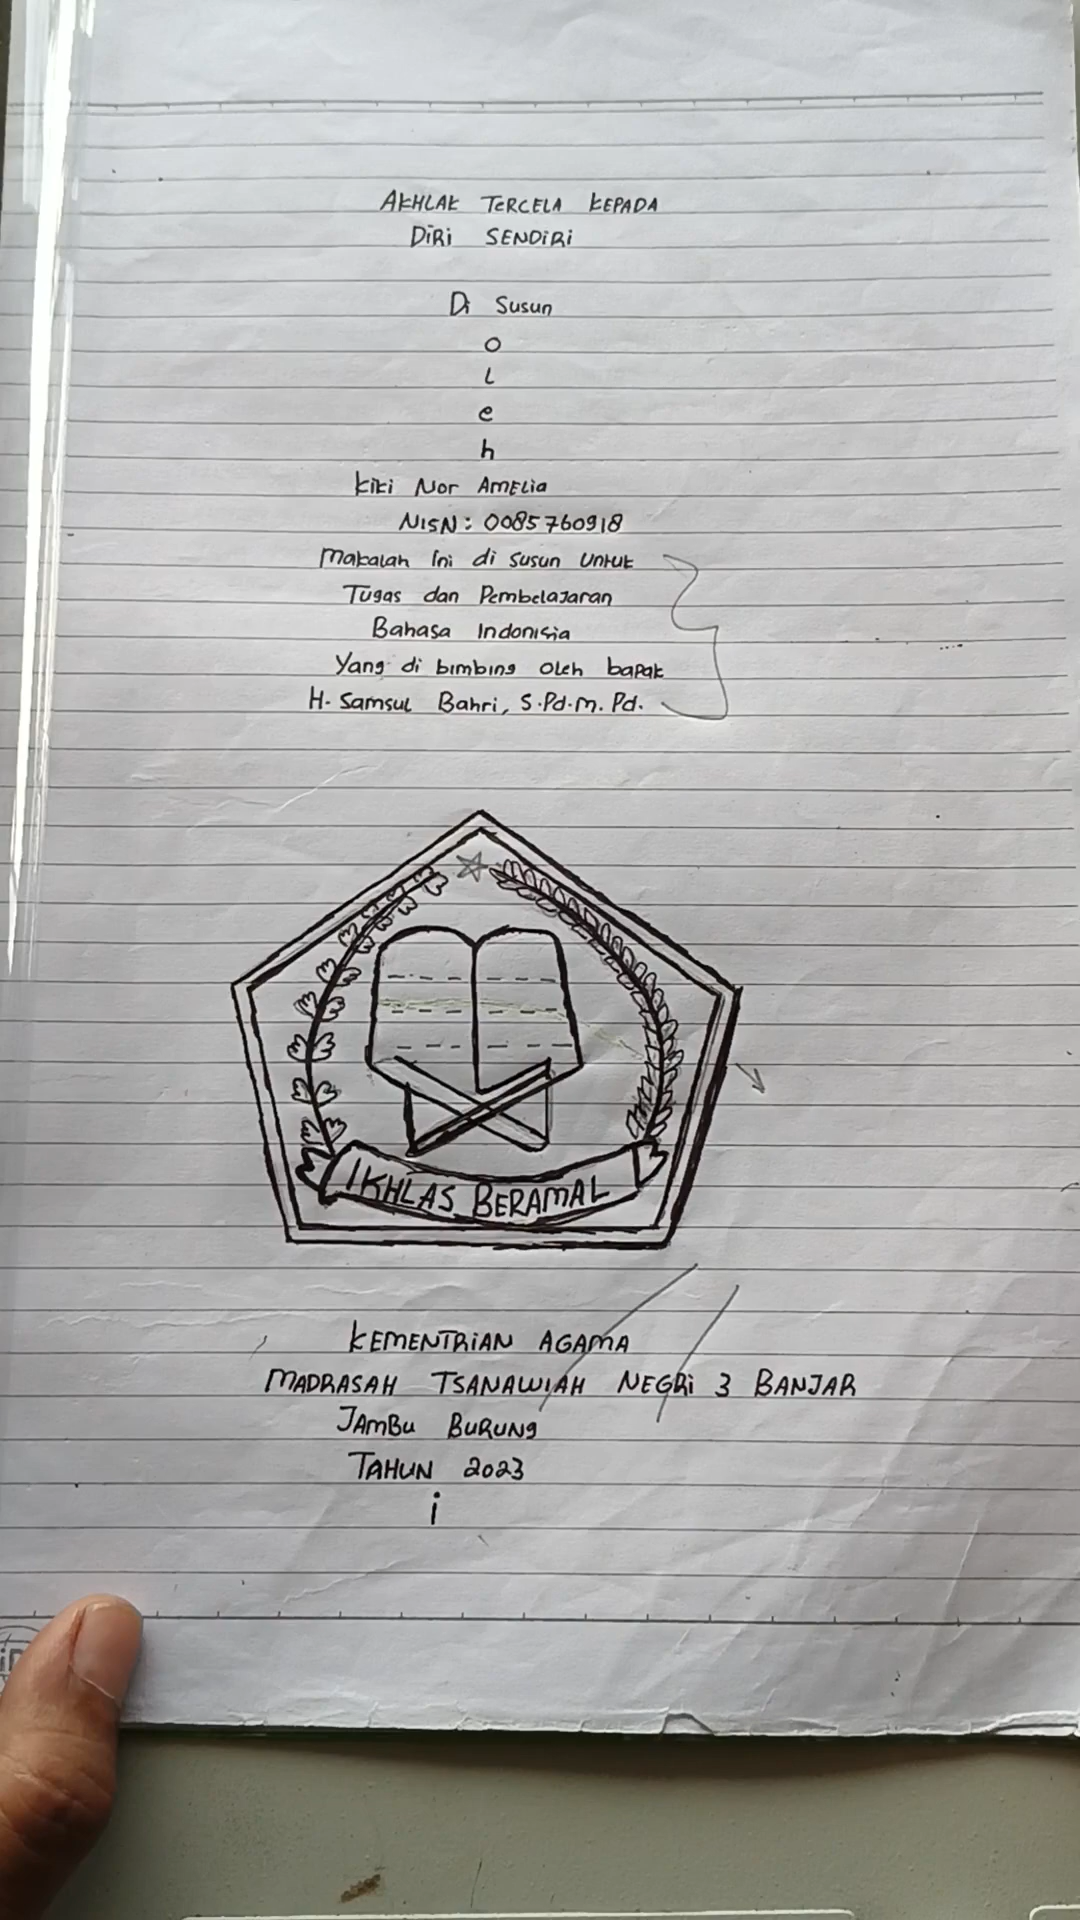 AKHLAK TERCELA KEPADA
DIRI SENDIRI
Di Susun
O
L
e
h
Kiki Nor Amelia
NISN: 0085760918
Makalah Ini di Susun Untuk
Tugas dan Pembelajaran
Bahasa Indonisia
Yang di bimbing oleh bapak
H. Samsul Bahri, S.Pd.M.Pd.
IKHLAS BERAMAL
KEMENTRIAN AGAMA
MADRASAH TSANAWIAH NEGRI 3 BANJAR
JAMBU BURUNG
TAHUN 2023
i